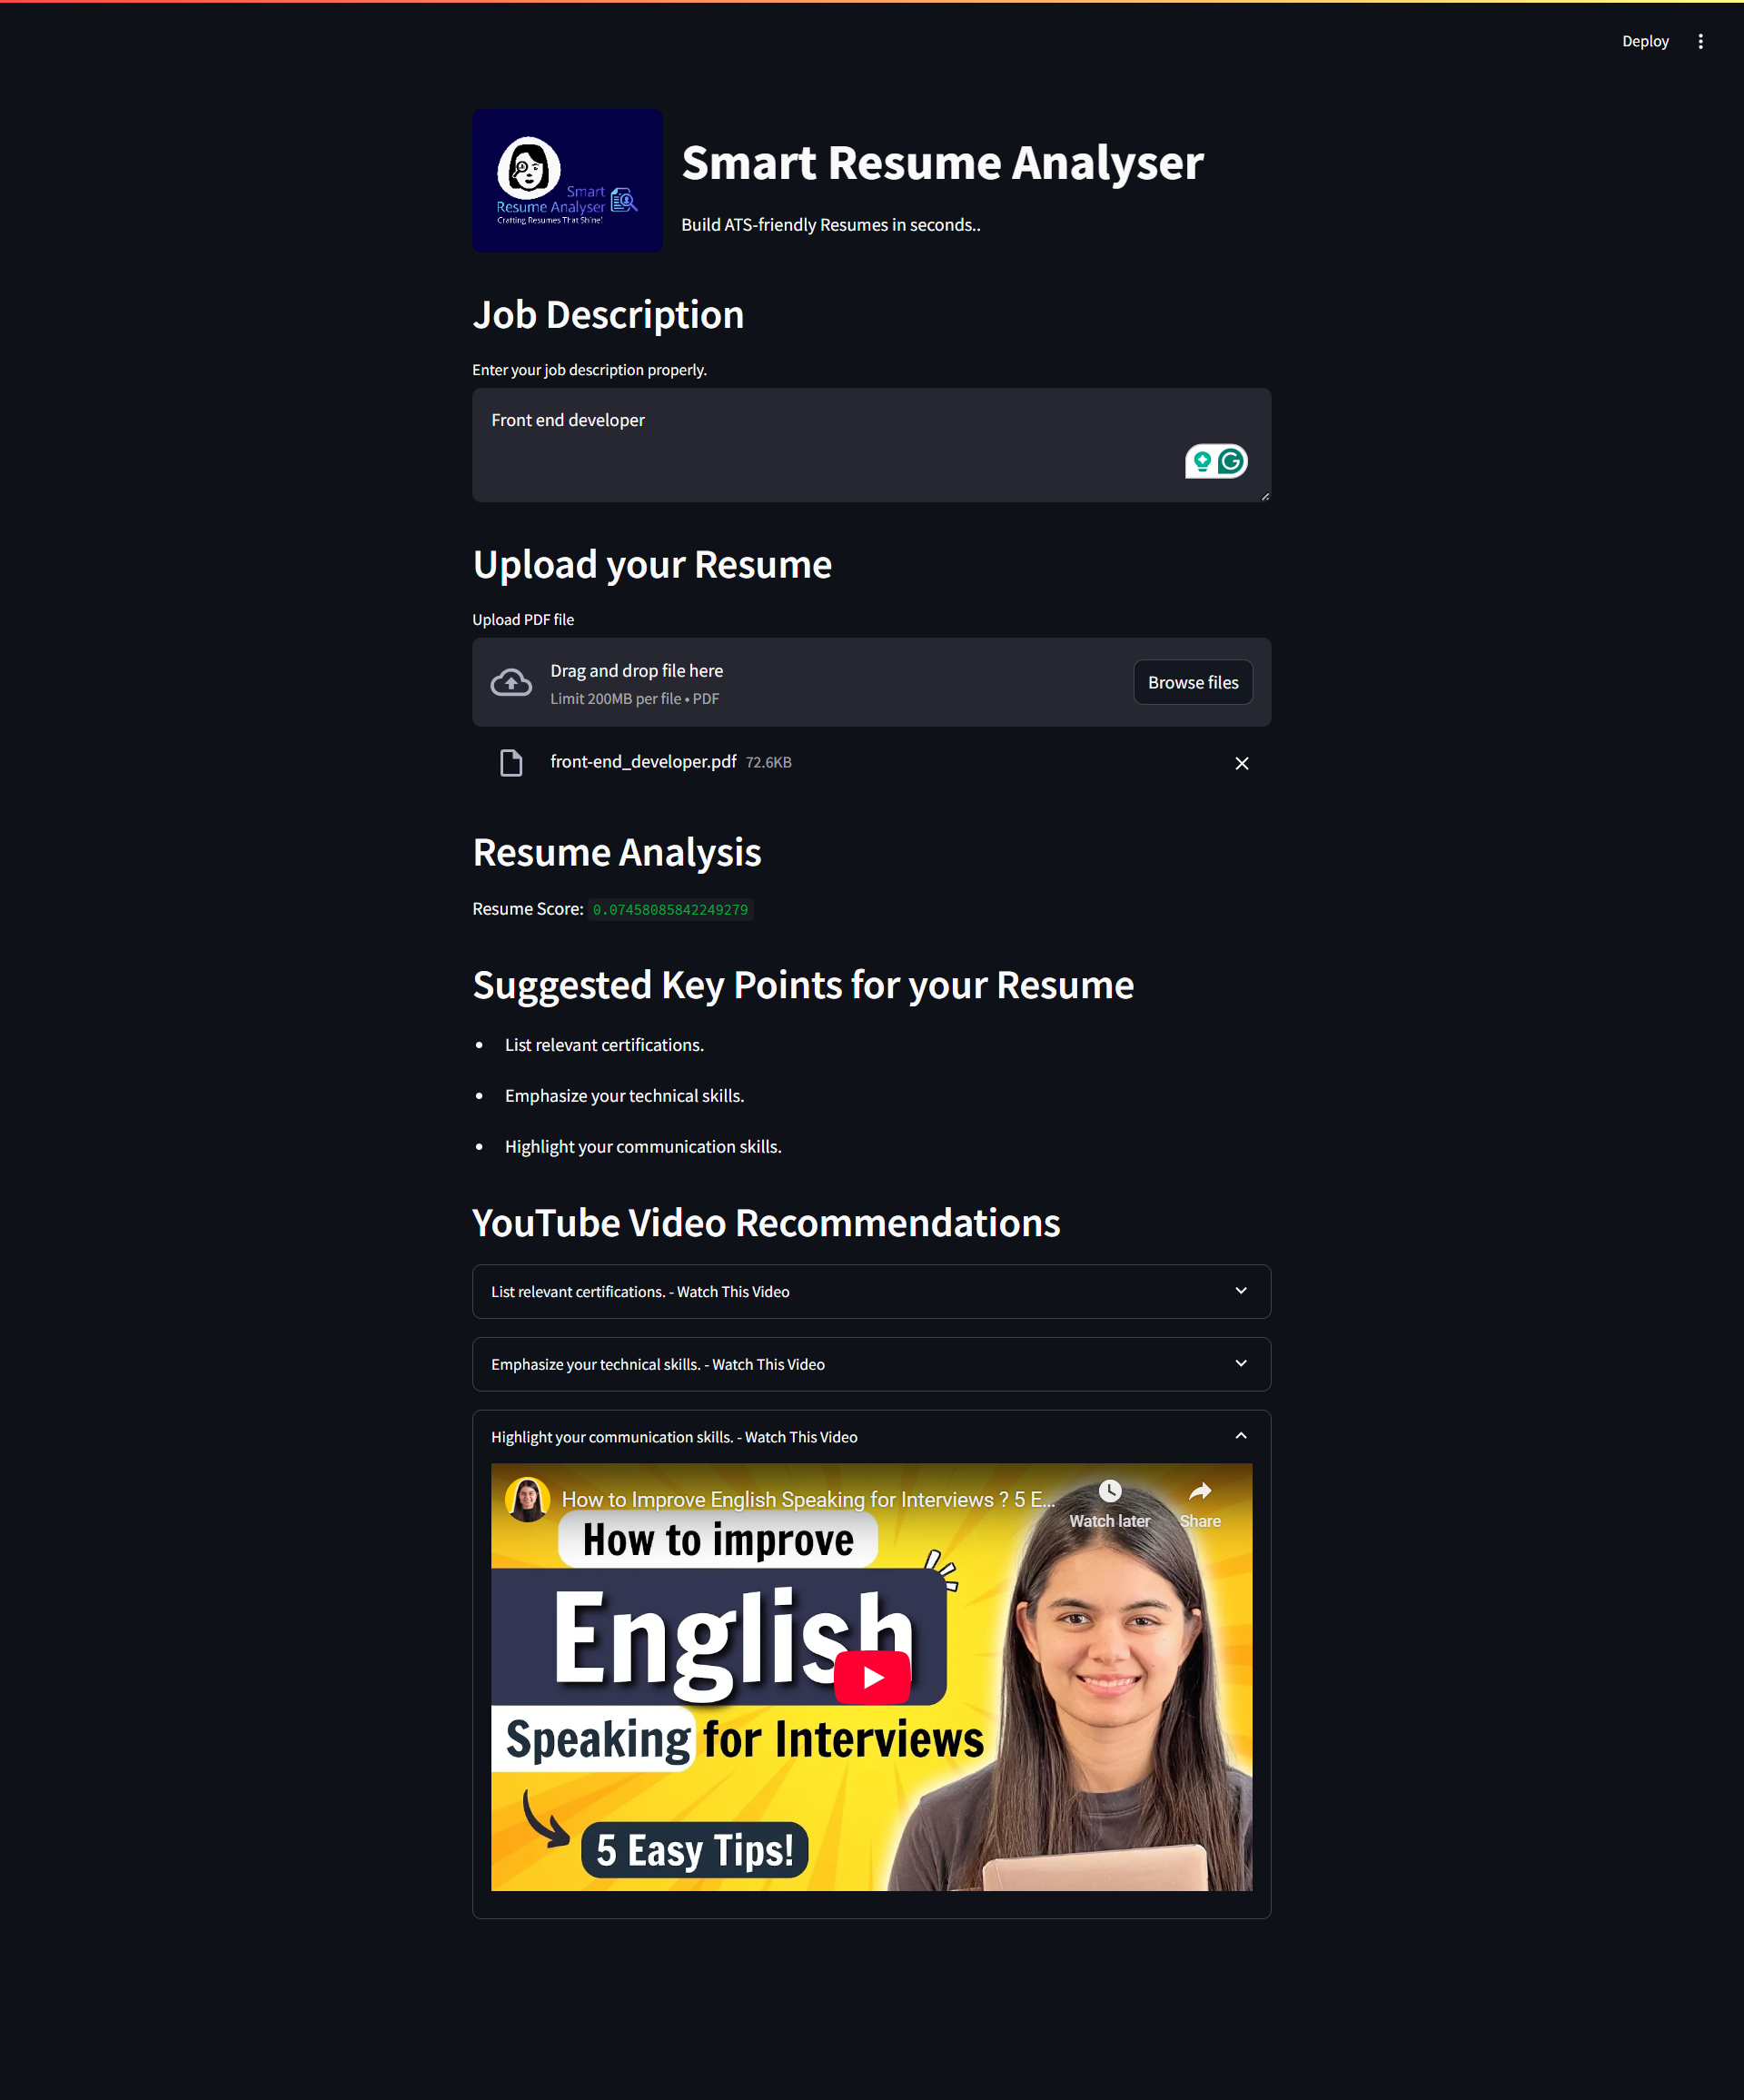 Deploy
Smart
Resume Analyser
Crafting Resumes That Shine!
Smart Resume Analyser
Build ATS-friendly Resumes in seconds..
Job Description
Enter your job description properly.
Front end developer
Upload your Resume
Upload PDF file
Drag and drop file here
Limit 200MB per file • PDF
Browse files
front-end_developer.pdf 72.6KB
Resume Analysis
Resume Score: 0.07458085842249279
Suggested Key Points for your Resume
• List relevant certifications.
• Emphasize your technical skills.
• Highlight your communication skills.
YouTube Video Recommendations
List relevant certifications. - Watch This Video
Emphasize your technical skills. - Watch This Video
Highlight your communication skills. - Watch This Video
How to Improve English Speaking for Interviews ? 5 E...
Watch later
Share
How to improve
English
Speaking for Interviews
5 Easy Tips!